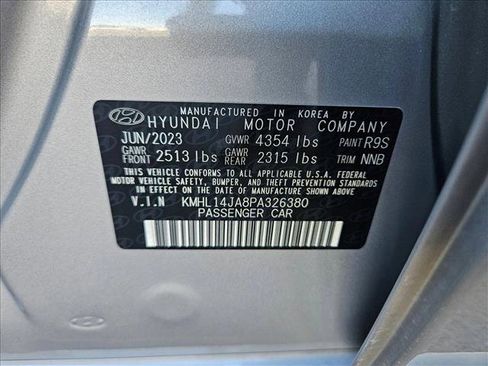 MANUFACTURED IN KOREA BY
HYUNDAI MOTOR COMPANY
JUN/2023 GVWR 4354 lbs PAINT R9S
GAWR FRONT 2513 lbs GAWR REAR 2315 lbs TRIM NNB
THIS VEHICLE CONFORMS TO ALL APPLICABLE U.S.A. FEDERAL
MOTOR VEHICLE SAFETY, BUMPER, AND THEFT PREVENTION STANDARDS
IN EFFECT ON THE DATE OF MANUFACTURE SHOWN ABOVE
V.I.N KMHL14JA8PA326380
PASSENGER CAR